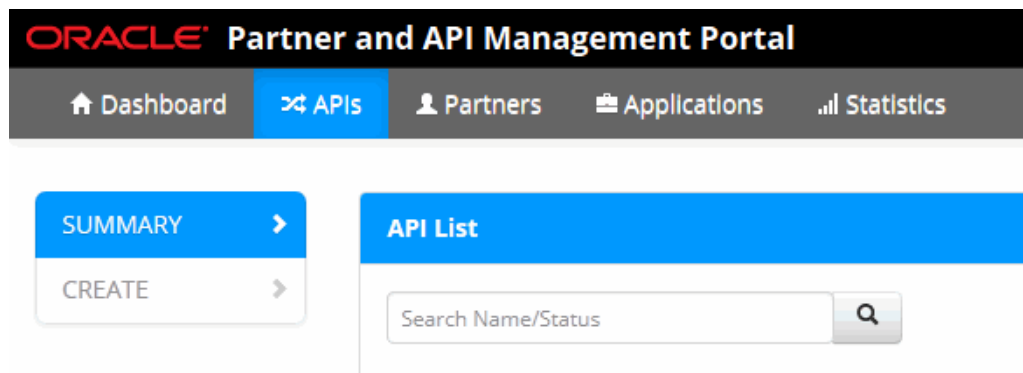 ORACLE Partner and API Management Portal
Dashboard APIs Partners Applications Statistics
SUMMARY
CREATE
API List
Search Name/Status